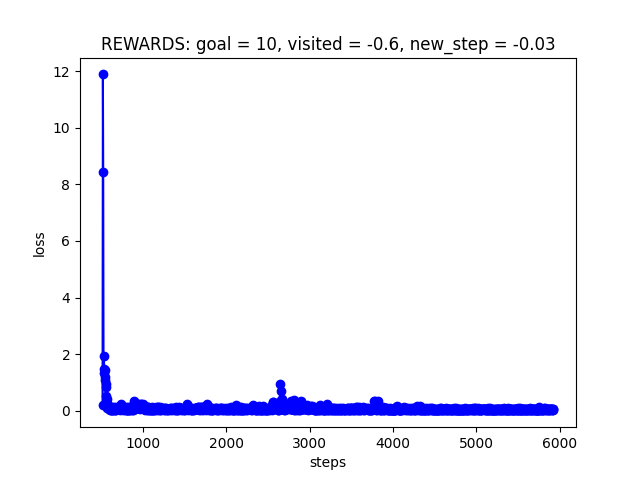 REWARDS: goal = 10, visited = -0.6, new_step = -0.03
12
10
8
6
4
2
0
loss
1000 2000 3000 4000 5000 6000
steps